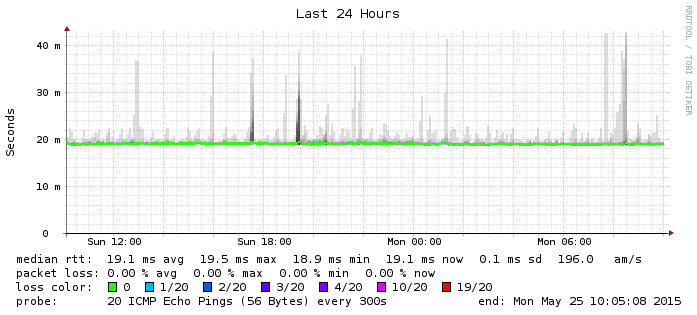 Last 24 Hours
RRDTOOL / TOBI OETIKER
Seconds
40 m
30 m
20 m
10 m
0
Sun 12:00 Sun 18:00 Mon 00:00 Mon 06:00
median rtt: 19.1 ms avg 19.5 ms max 18.9 ms min 19.1 ms now 0.1 ms sd 196.0 am/s
packet loss: 0.00 % avg 0.00 % max 0.00 % min 0.00 % now
loss color: 0 1/20 2/20 3/20 4/20 10/20 19/20
probe: 20 ICMP Echo Pings (56 Bytes) every 300s end: Mon May 25 10:05:08 2015